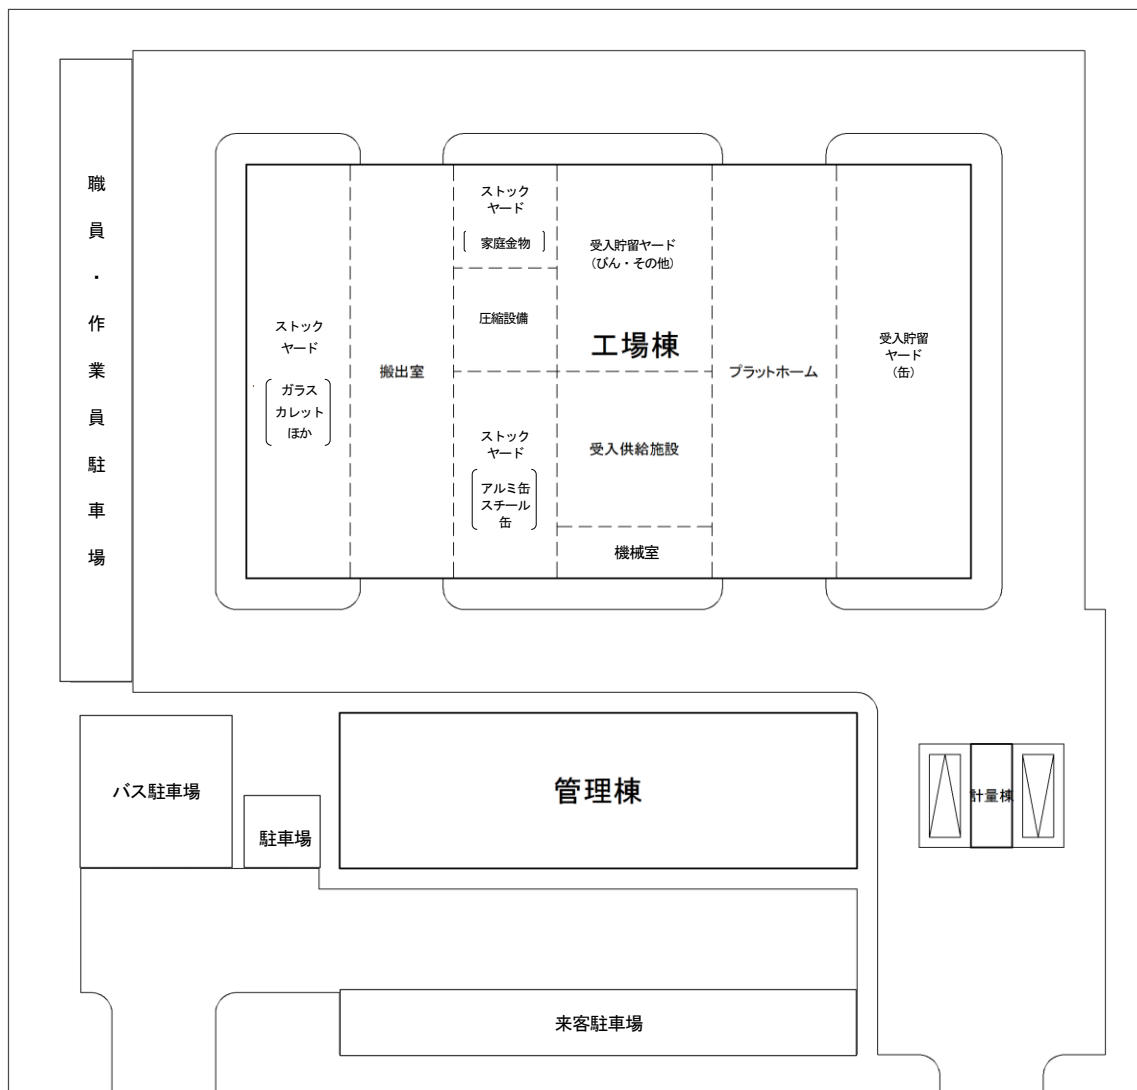 職員・作業員駐車場
ストック
ヤード
ガラス
カレット
ほか
搬出室
ストック
ヤード
家庭金物
圧縮設備
ストック
ヤード
アルミ缶
スチール
缶
受入貯留ヤード
(びん・その他)
工場棟
受入供給施設
機械室
プラットホーム
受入貯留
ヤード
(缶)
バス駐車場
駐車場
管理棟
計量棟
来客駐車場